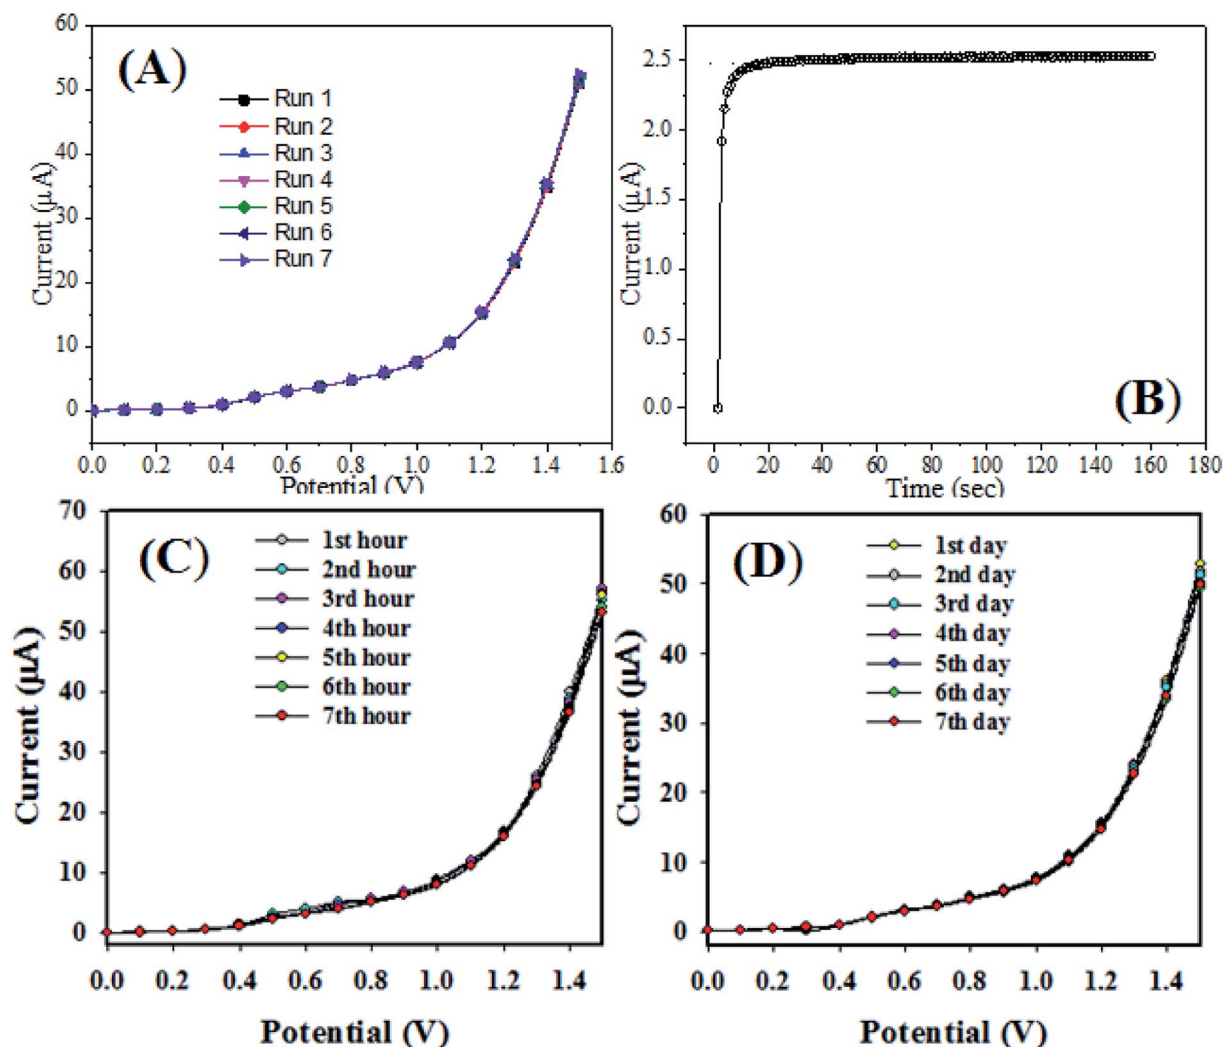 (A)
60
50
40
30
20
10
0
Current (μA)
Run 1
Run 2
Run 3
Run 4
Run 5
Run 6
Run 7
0.0 0.2 0.4 0.6 0.8 1.0 1.2 1.4 1.6
Potential (V)
(B)
2.5
2.0
1.5
1.0
0.5
0.0
Current (μA)
0 20 40 60 80 100 120 140 160 180
Time (sec)
(C)
70
60
50
40
30
20
10
0
Current (μA)
1st hour
2nd hour
3rd hour
4th hour
5th hour
6th hour
7th hour
0.0 0.2 0.4 0.6 0.8 1.0 1.2 1.4
Potential (V)
(D)
60
50
40
30
20
10
0
Current (μA)
1st day
2nd day
3rd day
4th day
5th day
6th day
7th day
0.0 0.2 0.4 0.6 0.8 1.0 1.2 1.4
Potential (V)